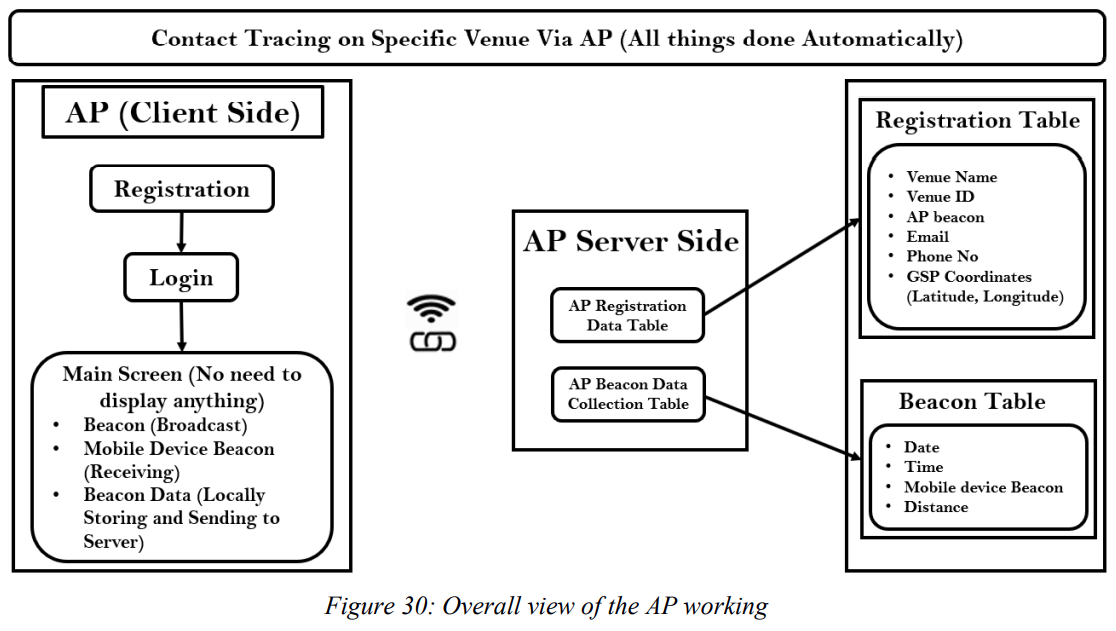 Contact Tracing on Specific Venue Via AP (All things done Automatically)
AP (Client Side)
Registration
Login
Main Screen (No need to
display anything)
• Beacon (Broadcast)
• Mobile Device Beacon
(Receiving)
• Beacon Data (Locally
Storing and Sending to
Server)
AP Server Side
AP Registration
Data Table
AP Beacon Data
Collection Table
Registration Table
• Venue Name
• Venue ID
• AP beacon
• Email
• Phone No
• GSP Coordinates
(Latitude, Longitude)
Beacon Table
• Date
• Time
• Mobile device Beacon
• Distance
Figure 30: Overall view of the AP working